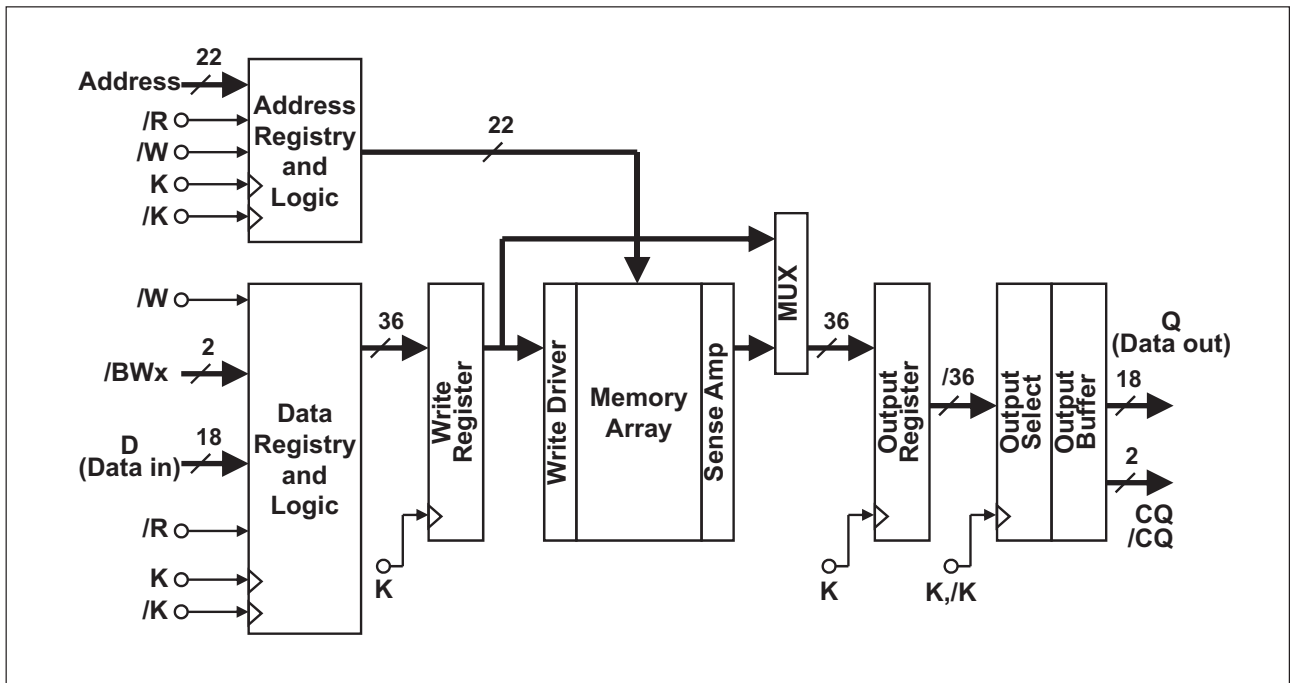 22
Address
/R
/W
K
/K
Address
Registry
and
Logic
22
/W
2
/BWx
18
D
(Data in)
/R
K
/K
Data
Registry
and
Logic
36
Write
Register
K
Write Driver
Memory
Array
Sense Amp
MUX
36
Output
Register
K
/36
Output
Select
K,/K
Output
Buffer
Q
(Data out)
18
2
CQ
/CQ